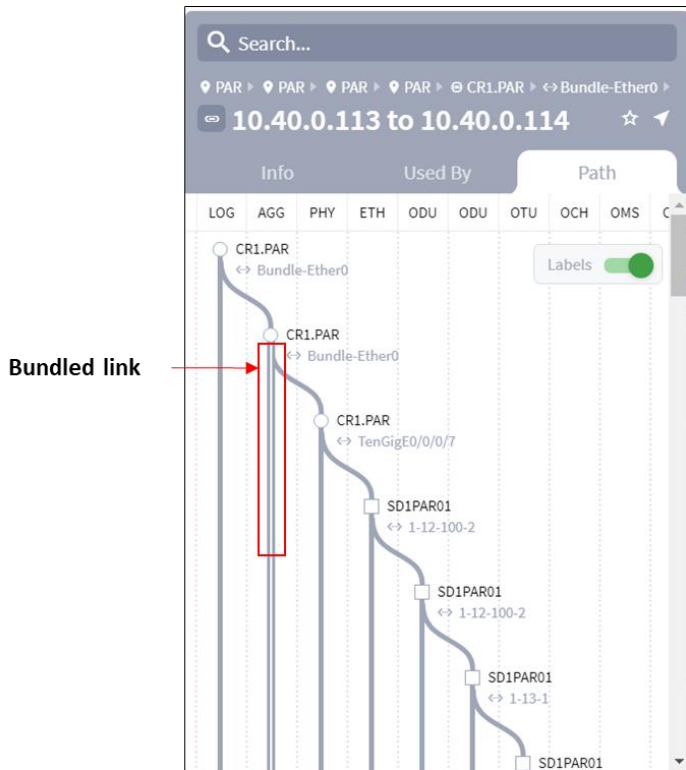 Search...
PAR PAR PAR PAR CR1.PAR Bundle-Ether0
10.40.0.113 to 10.40.0.114
Info Used By Path
LOG AGG PHY ETH ODU ODU OTU OCH OMS
CR1.PAR
Bundle-Ether0
Labels
CR1.PAR
Bundle-Ether0
Bundled link
CR1.PAR
TenGigE0/0/0/7
SD1PAR01
1-12-100-2
SD1PAR01
1-12-100-2
SD1PAR01
1-13-1
SD1PAR01